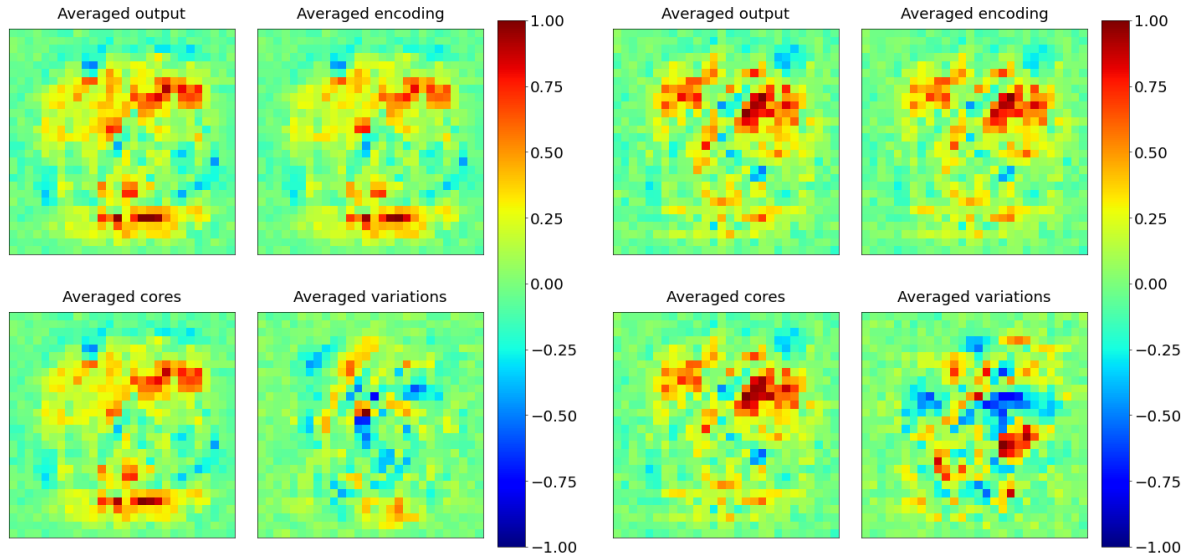 Averaged output
Averaged encoding
1.00
0.75
0.50
0.25
0.00
−0.25
−0.50
−0.75
−1.00
Averaged cores
Averaged variations
Averaged output
Averaged encoding
1.00
0.75
0.50
0.25
0.00
−0.25
−0.50
−0.75
−1.00
Averaged cores
Averaged variations